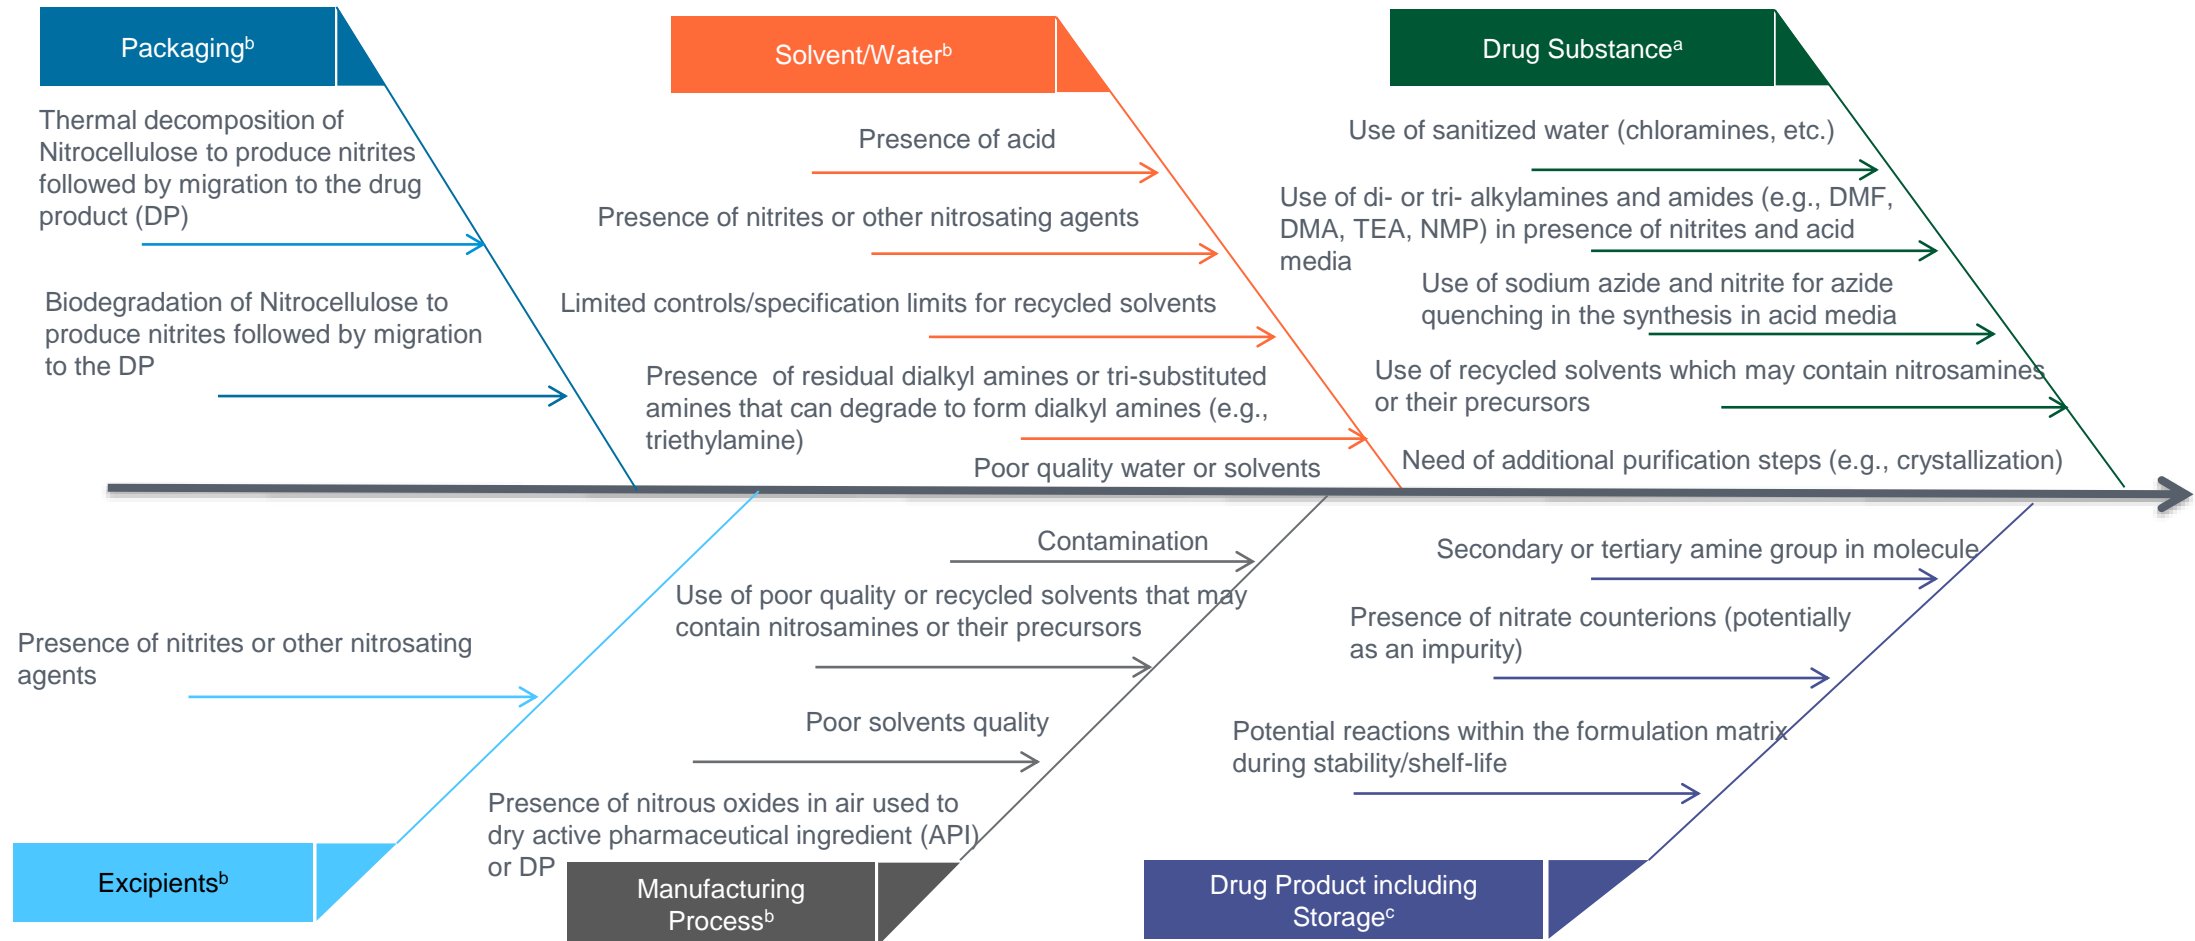 Packagingᵇ
Thermal decomposition of
Nitrocellulose to produce nitrites
followed by migration to the drug
product (DP)
Biodegradation of Nitrocellulose to
produce nitrites followed by migration
to the DP
Solvent/Waterᵇ
Presence of acid
Presence of nitrites or other nitrosating agents
Limited controls/specification limits for recycled solvents
Presence of residual dialkyl amines or tri-substituted
amines that can degrade to form dialkyl amines (e.g.,
triethylamine)
Poor quality water or solvents
Drug Substanceᵃ
Use of sanitized water (chloramines, etc.)
Use of di- or tri- alkylamines and amides (e.g., DMF,
DMA, TEA, NMP) in presence of nitrites and acid
media
Use of sodium azide and nitrite for azide
quenching in the synthesis in acid media
Use of recycled solvents which may contain nitrosamines
or their precursors
Need of additional purification steps (e.g., crystallization)
Presence of nitrites or other nitrosating
agents
Excipientsᵇ
Contamination
Use of poor quality or recycled solvents that may
contain nitrosamines or their precursors
Poor solvents quality
Presence of nitrous oxides in air used to
dry active pharmaceutical ingredient (API)
or DP
Manufacturing
Processᵇ
Secondary or tertiary amine group in molecule
Presence of nitrate counterions (potentially
as an impurity)
Potential reactions within the formulation matrix
during stability/shelf-life
Drug Product including
Storageᶜ